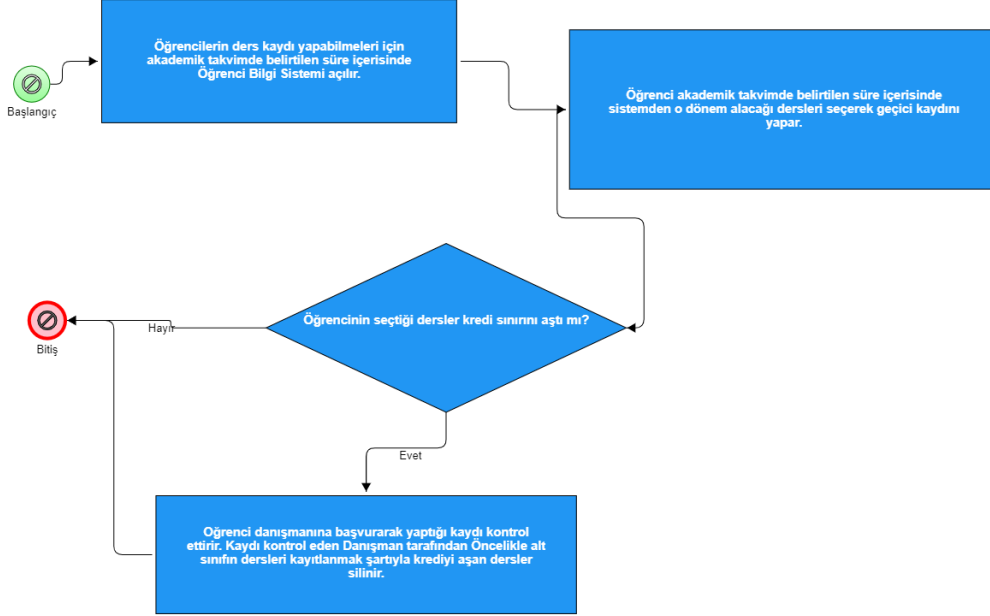 Öğrencilerin ders kaydı yapabilmeleri için
akademik takvimde belirtilen süre içerisinde
Öğrenci Bilgi Sistemi açılır.
Başlangıç
Öğrenci akademik takvimde belirtilen süre içerisinde
sistemden o dönem alacağı dersleri seçerek geçici kaydını
yapar.
Öğrencinin seçtiği dersler kredi sınırını aştı mı?
Hayır
Bitiş
Evet
Öğrenci danışmanına başvurarak yaptığı kaydı kontrol
ettirir. Kaydı kontrol eden Danışman tarafından Öncelikle alt
sınıfın dersleri kayıtlanmak şartıyla krediyi aşan dersler
silinir.